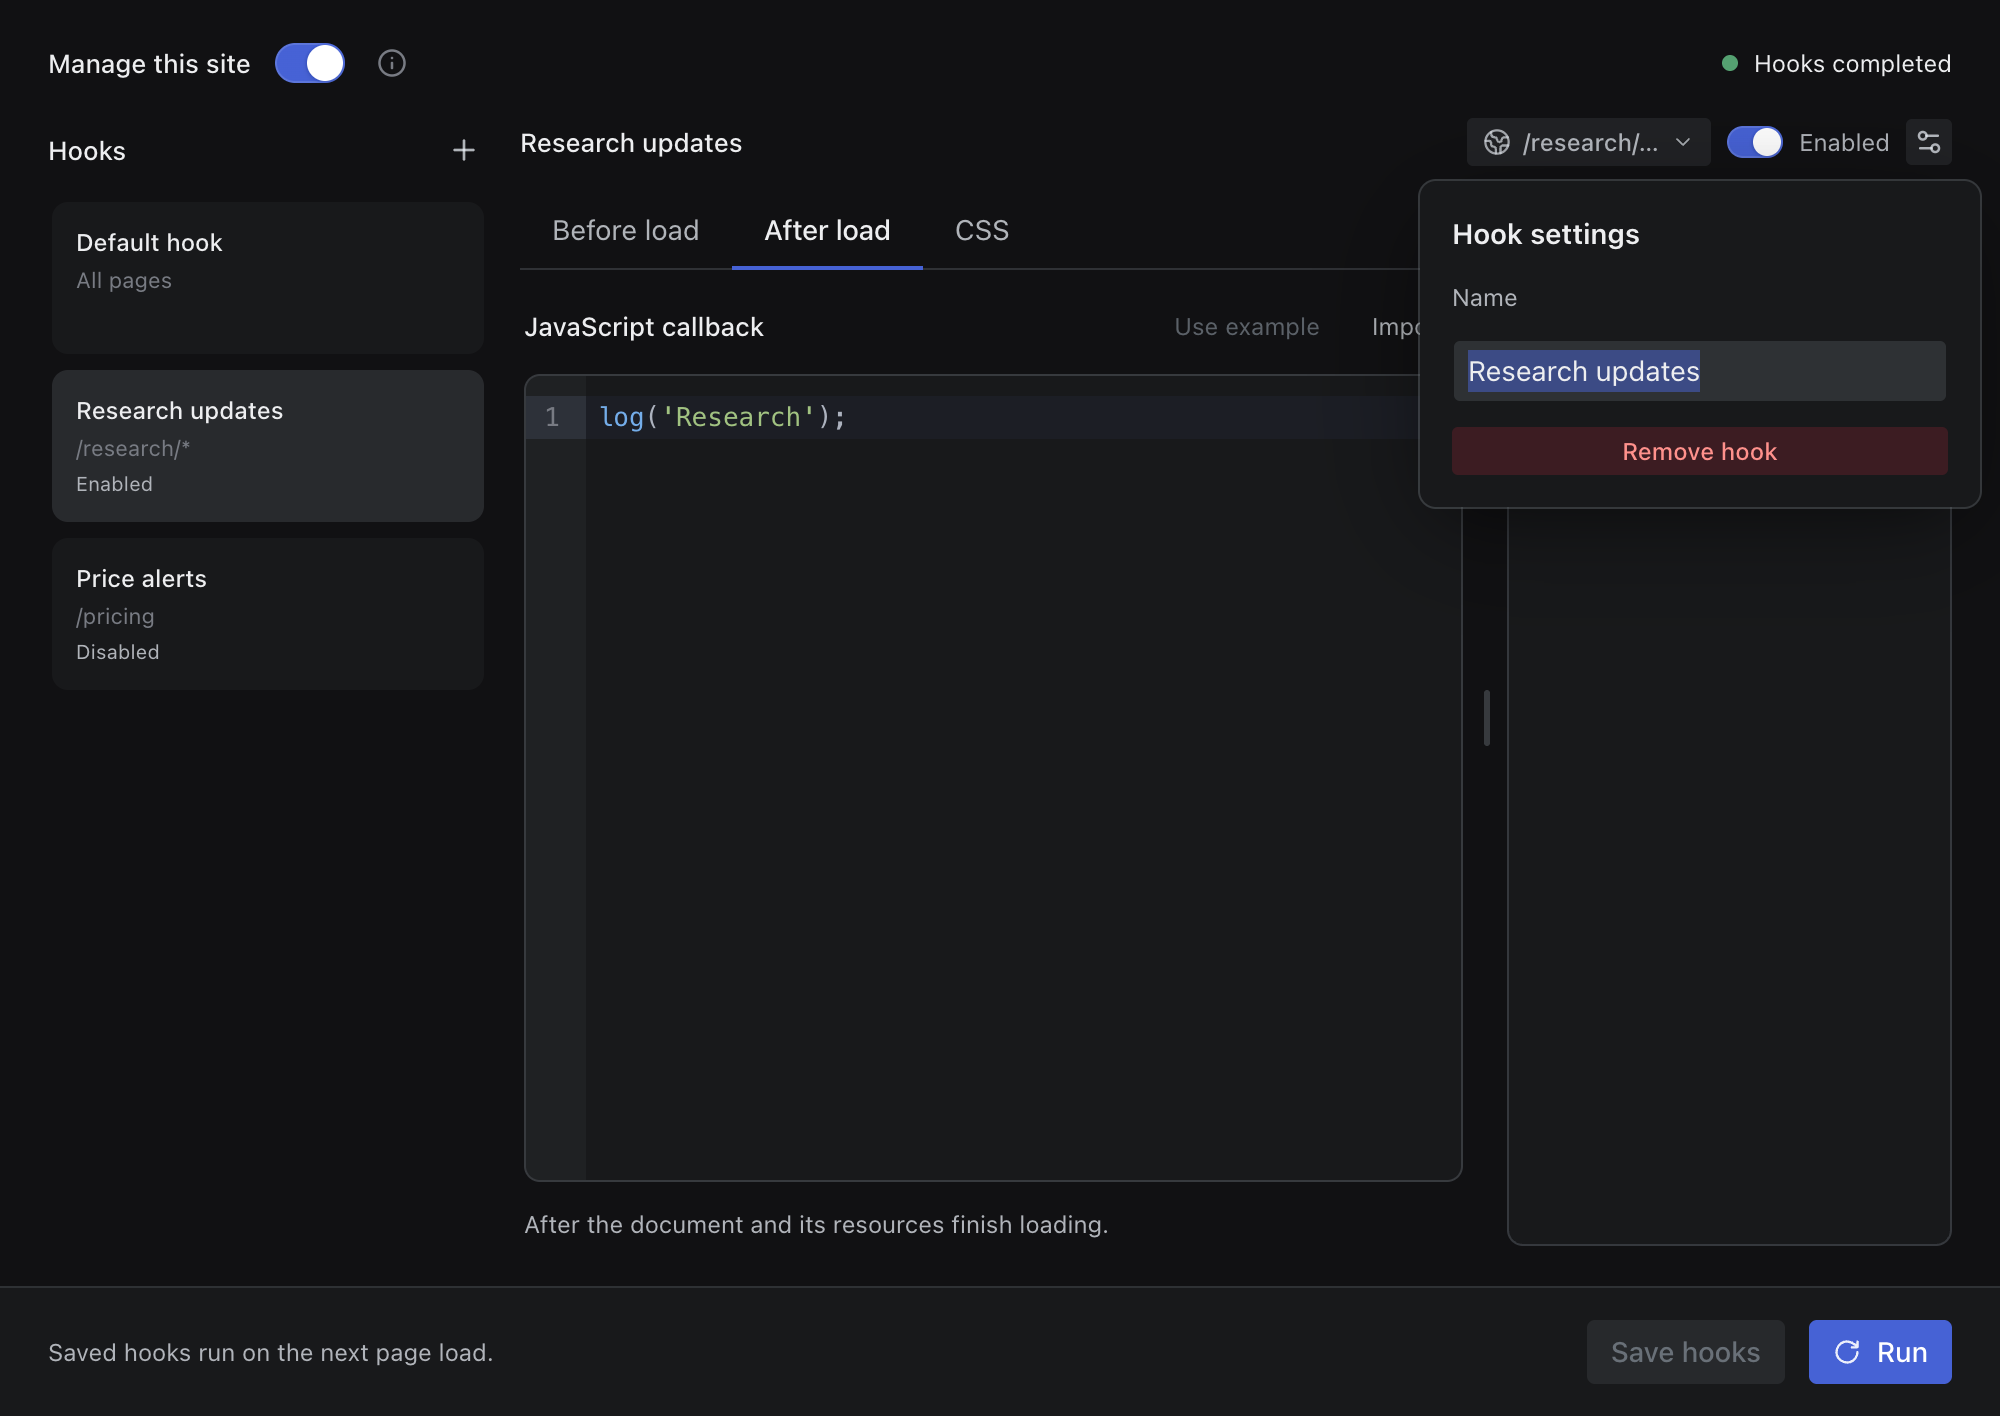 Manage this site
Hooks completed
Hooks
Research updates
/research/...
Enabled
Default hook
All pages
Research updates
/research/*
Enabled
Price alerts
/pricing
Disabled
Before load
After load
CSS
JavaScript callback
Use example
Impo
1
log('Research');
Hook settings
Name
Research updates
Remove hook
After the document and its resources finish loading.
Saved hooks run on the next page load.
Save hooks
Run